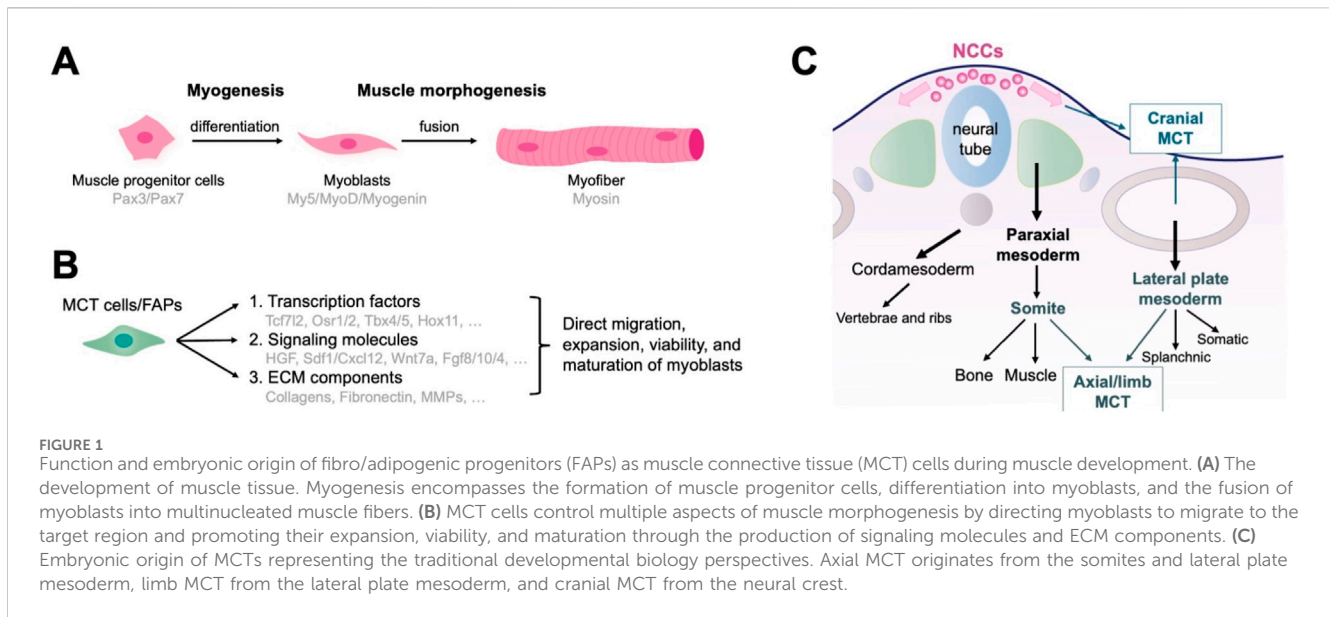 A
Myogenesis
Muscle morphogenesis
differentiation
fusion
Muscle progenitor cells
Pax3/Pax7
Myoblasts
My5/MyoD/Myogenin
Myofiber
Myosin
B
MCT cells/FAPs
1. Transcription factors
Tcf7l2, Osr1/2, Tbx4/5, Hox11, ...
2. Signaling molecules
HGF, Sdf1/Cxcl12, Wnt7a, Fgf8/10/4, ...
3. ECM components
Collagens, Fibronectin, MMPs, ...
Direct migration,
expansion, viability, and
maturation of myoblasts
C
NCCs
neural
tube
Cranial
MCT
Paraxial
mesoderm
Cordamesoderm
Vertebrae and ribs
Lateral plate
mesoderm
Somite
Somatic
Splanchnic
Bone
Muscle
Axial/limb
MCT
FIGURE 1
Function and embryonic origin of fibro/adipogenic progenitors (FAPs) as muscle connective tissue (MCT) cells during muscle development. (A) The
development of muscle tissue. Myogenesis encompasses the formation of muscle progenitor cells, differentiation into myoblasts, and the fusion of
myoblasts into multinucleated muscle fibers. (B) MCT cells control multiple aspects of muscle morphogenesis by directing myoblasts to migrate to the
target region and promoting their expansion, viability, and maturation through the production of signaling molecules and ECM components. (C)
Embryonic origin of MCTs representing the traditional developmental biology perspectives. Axial MCT originates from the somites and lateral plate
mesoderm, limb MCT from the lateral plate mesoderm, and cranial MCT from the neural crest.